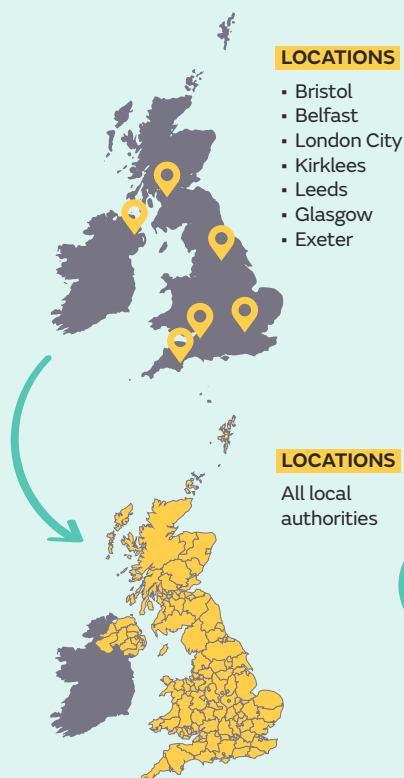 LOCATIONS
▪ Bristol
▪ Belfast
▪ London City
▪ Kirklees
▪ Leeds
▪ Glasgow
▪ Exeter
LOCATIONS
All local
authorities